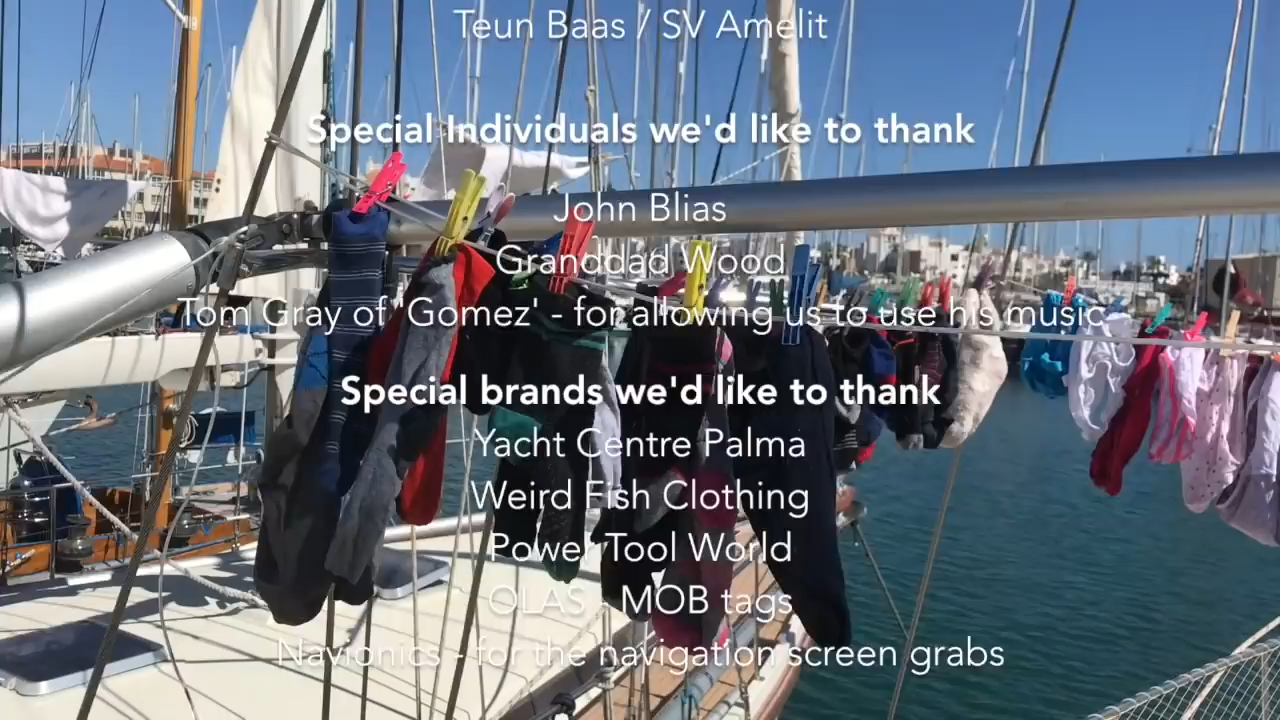 Teun Baas / SV Amelit
Special Individuals we'd like to thank
John Blias
Granddad Wood
Tom Gray of 'Gomez' - for allowing us to use his music
Special brands we'd like to thank
Yacht Centre Palma
Weird Fish Clothing
Power Tool World
OLAS - MOB tags
Navionics - for the navigation screen grabs